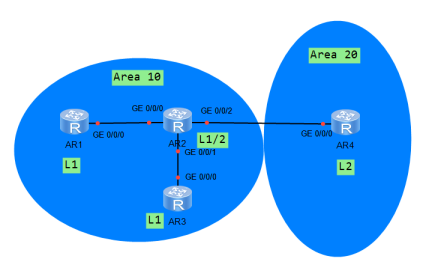 Area 20
Area 10
GE 0/0/0
GE 0/0/2
R
R
R
GE 0/0/0
GE 0/0/0
AR1
AR2
L1/2
AR4
GE 0/0/1
L1
L2
GE 0/0/0
R
L1
AR3